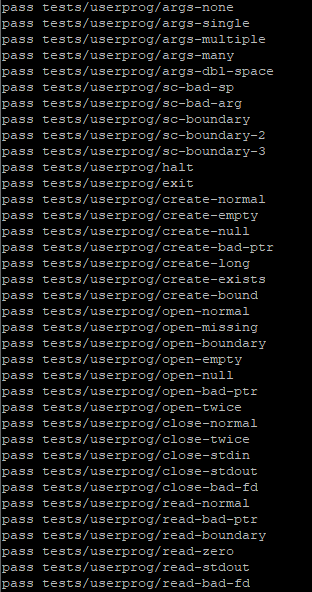 pass tests/userprog/args-none
pass tests/userprog/args-single
pass tests/userprog/args-multiple
pass tests/userprog/args-many
pass tests/userprog/args-dbl-space
pass tests/userprog/sc-bad-sp
pass tests/userprog/sc-bad-arg
pass tests/userprog/sc-boundary
pass tests/userprog/sc-boundary-2
pass tests/userprog/sc-boundary-3
pass tests/userprog/halt
pass tests/userprog/exit
pass tests/userprog/create-normal
pass tests/userprog/create-empty
pass tests/userprog/create-null
pass tests/userprog/create-bad-ptr
pass tests/userprog/create-long
pass tests/userprog/create-exists
pass tests/userprog/create-bound
pass tests/userprog/open-normal
pass tests/userprog/open-missing
pass tests/userprog/open-boundary
pass tests/userprog/open-empty
pass tests/userprog/open-null
pass tests/userprog/open-bad-ptr
pass tests/userprog/open-twice
pass tests/userprog/close-normal
pass tests/userprog/close-twice
pass tests/userprog/close-stdin
pass tests/userprog/close-stdout
pass tests/userprog/close-bad-fd
pass tests/userprog/read-normal
pass tests/userprog/read-bad-ptr
pass tests/userprog/read-boundary
pass tests/userprog/read-zero
pass tests/userprog/read-stdout
pass tests/userprog/read-bad-fd